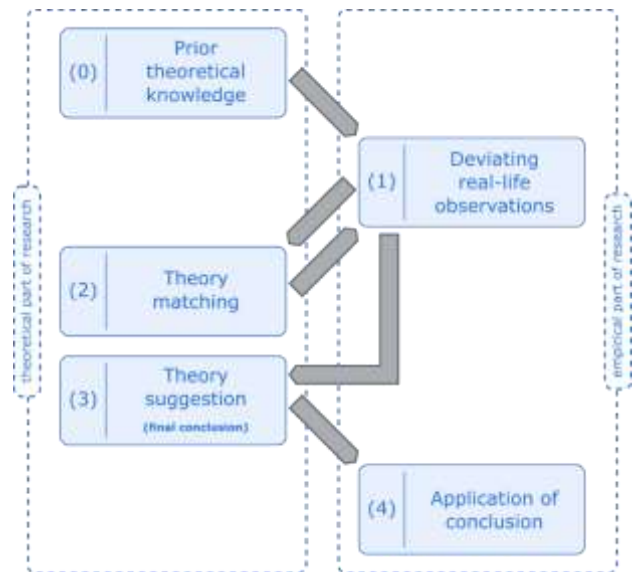 (0)
Prior
theoretical
knowledge
(1)
Deviating
real-life
observations
(2)
Theory
matching
(3)
Theory
suggestion
(final conclusion)
(4)
Application of
conclusion
theoretical part of research
empicical part of research